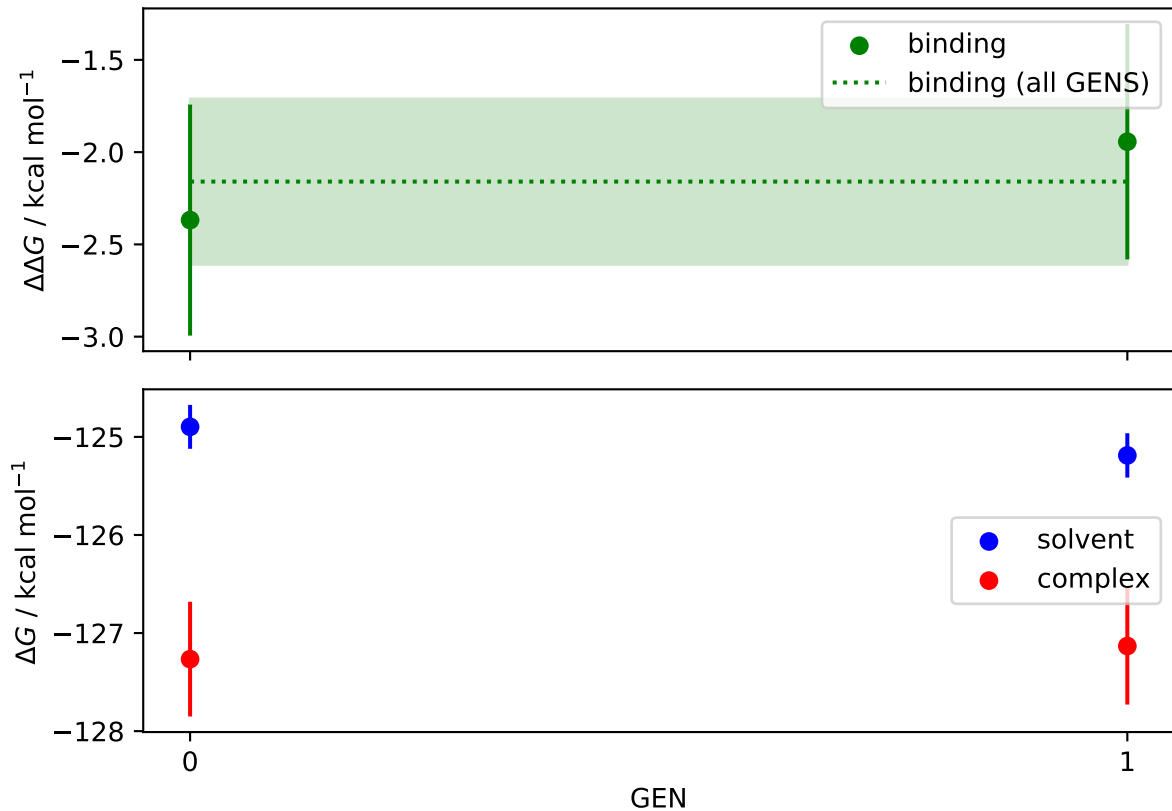 ΔΔG / kcal mol⁻¹
−1.5
−2.0
−2.5
−3.0
binding
binding (all GENS)
ΔG / kcal mol⁻¹
−125
−126
−127
−128
solvent
complex
0
1
GEN